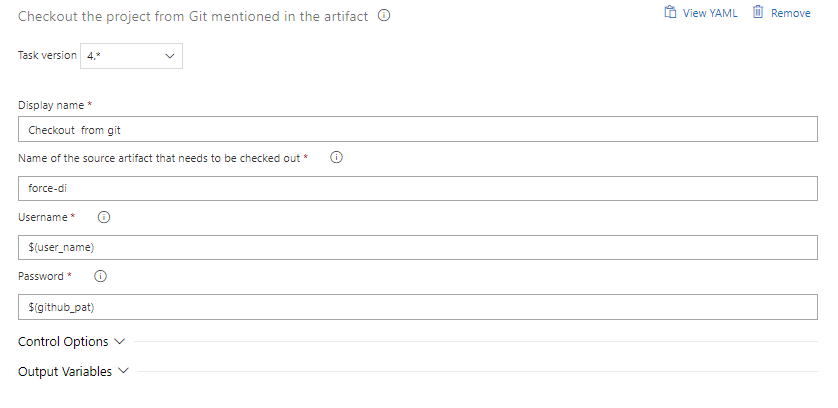 Checkout the project from Git mentioned in the artifact
View YAML
Remove
Task version 4.*
Display name *
Checkout from git
Name of the source artifact that needs to be checked out *
force-di
Username *
$(user_name)
Password *
$(github_pat)
Control Options
Output Variables